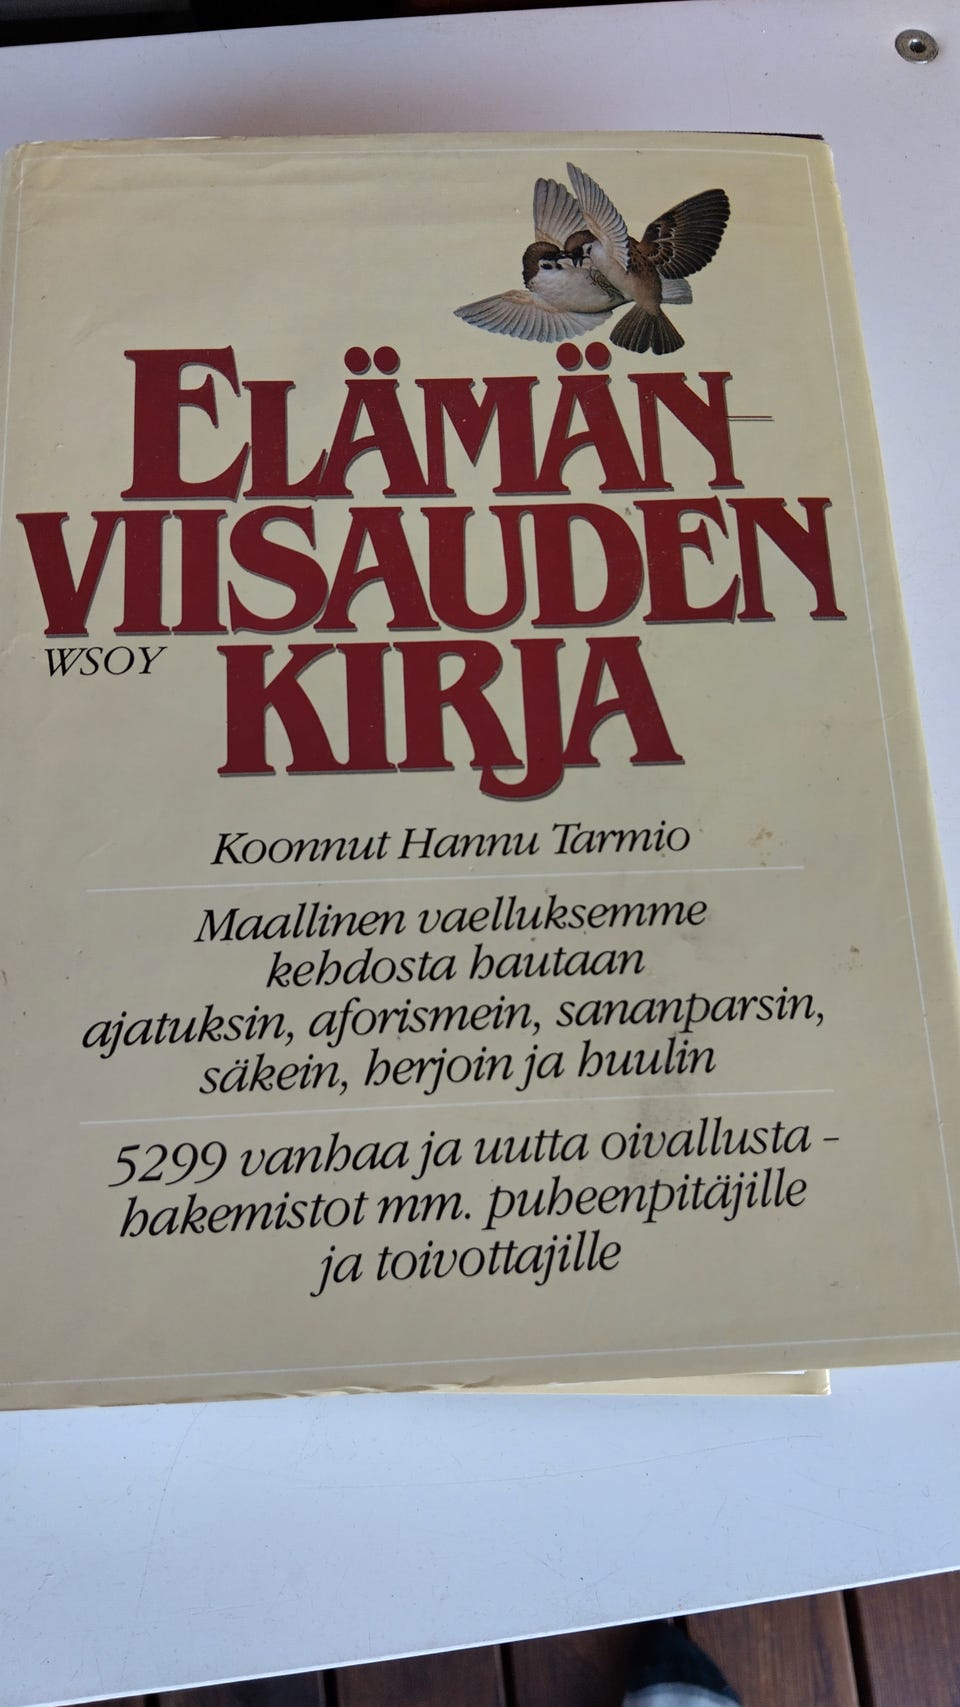 ELÄMÄN-
VIISAUDEN
WSOY KIRJA
Koonnut Hannu Tarmio
Maallinen vaelluksemme
kehdosta hautaan
ajatuksin, aforismein, sananparsin,
säkein, herjoin ja huulin
5299 vanhaa ja uutta oivallusta –
hakemistot mm. puheenpitäjille
ja toivottajille